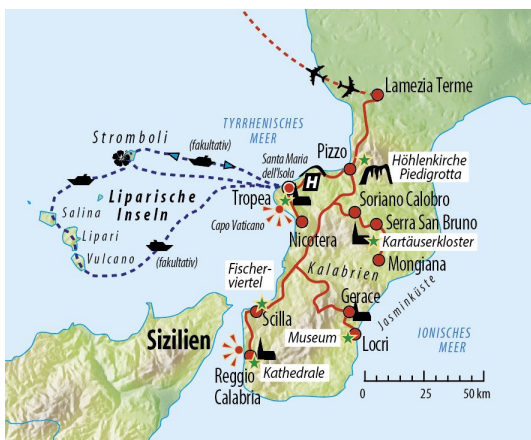 Lamezia Terme
TYRRHENISCHES
MEER
Stromboli
(fakultativ)
Santa Maria
dell'Isola
Pizzo
H
Höhlenkirche
Piedigrotta
Liparische
Inseln
Tropea
Soriano Calobro
Salina
Capo Vaticano
Serra San Bruno
Lipari
Nicotera
Kartäuserkloster
Vulcano
(fakultativ)
Mongiana
Kalabrien
Fischer-
viertel
Gerace
Jasminküste
Scilla
Sizilien
Museum
Locri
IONISCHES
MEER
Reggio
Calabria
Kathedrale
0 25 50 km